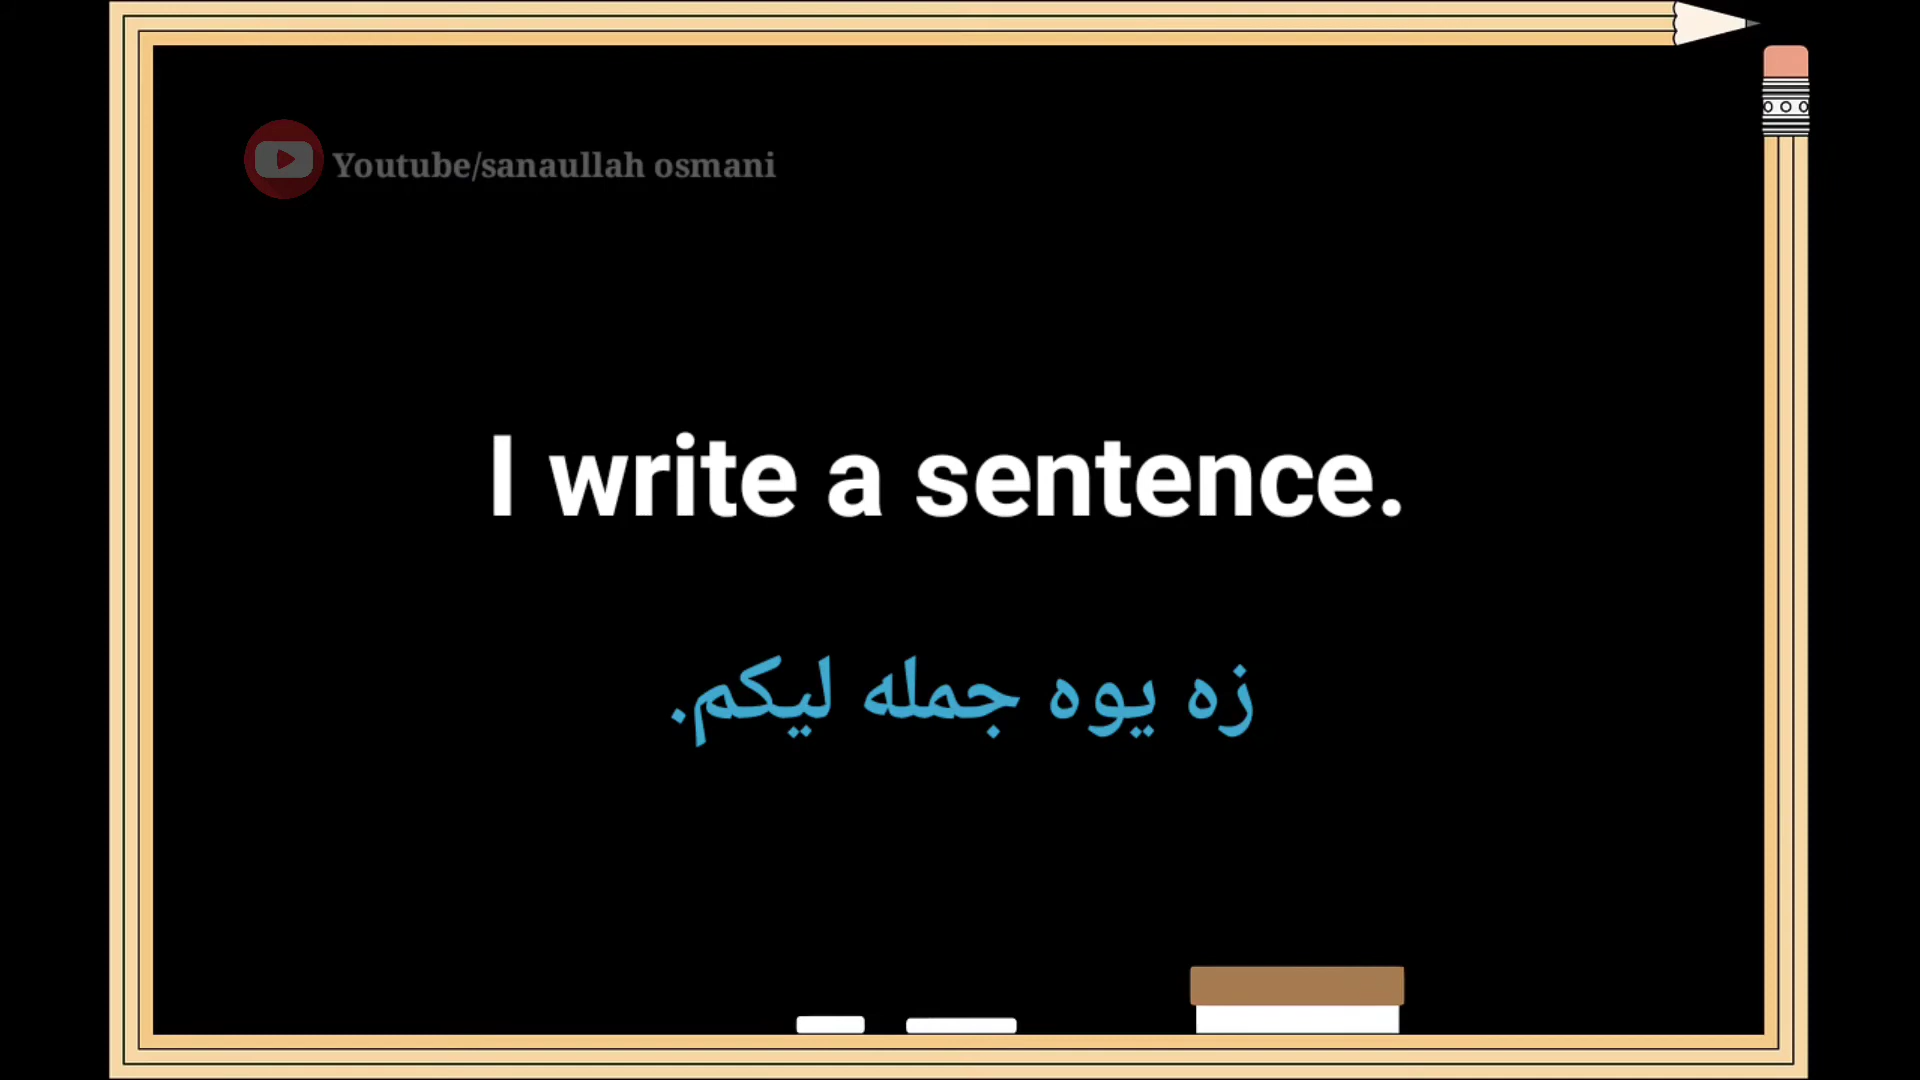 Youtube/sanaullah osmani
I write a sentence.
زه یوه جمله لیکم.